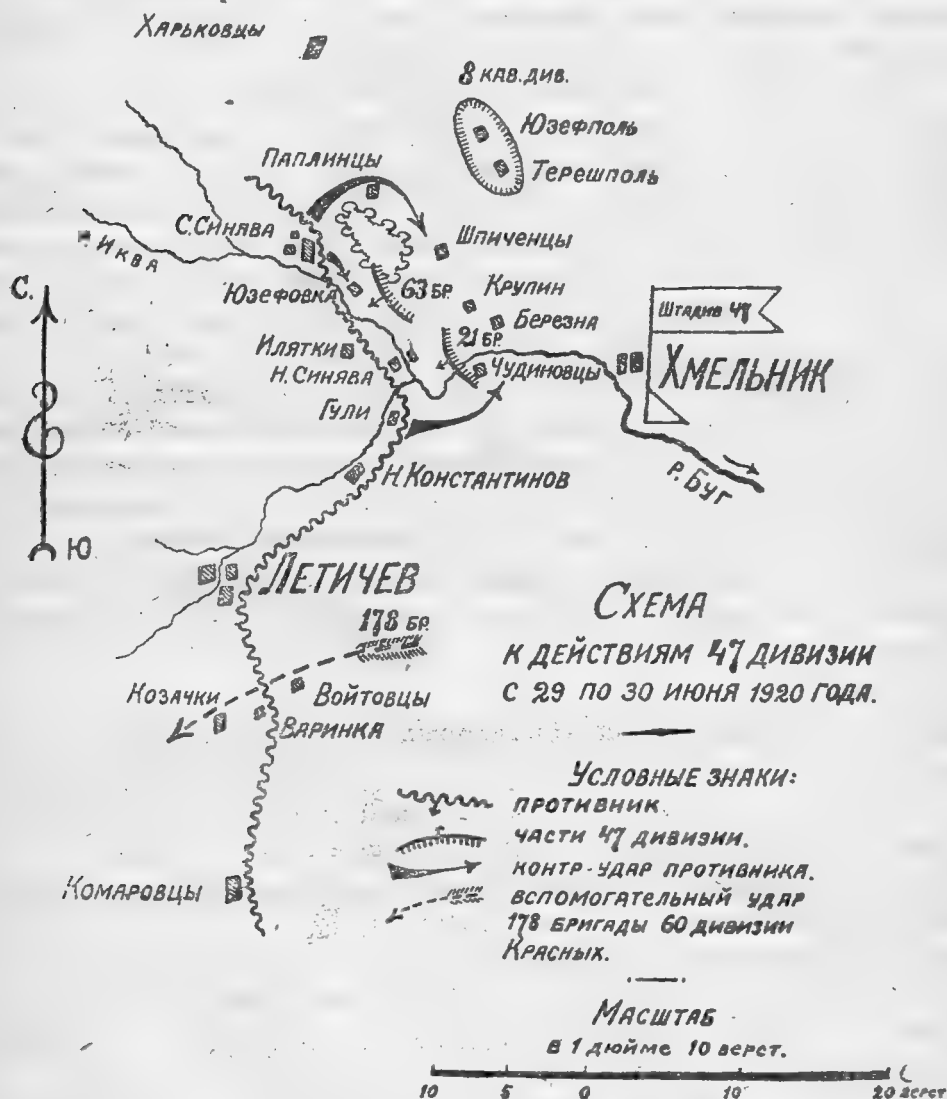 Харьковцы
8 кав. див.
Юзефполь
Терешполь
Паплинцы
С. Синява
Шпиченцы
Иква
С.
Юзефовка
63 бр.
Крупин
Березна
Штадив 47
21 бр.
Илятки
Н. Синява
Чудиновцы
Хмельник
Гули
Н. Константинов
р. Буг
Ю.
Летичев
178 бр.
Козачки
Войтовцы
Варинка
Комаровцы
Схема
к действиям 47 дивизии
с 29 по 30 июня 1920 года.
Условные знаки:
противник
части 47 дивизии.
контр-удар противника.
вспомогательный удар
178 бригады 60 дивизии
Красных.
Масштаб
в 1 дюйме 10 верст.
10 5 0 10 20 верст